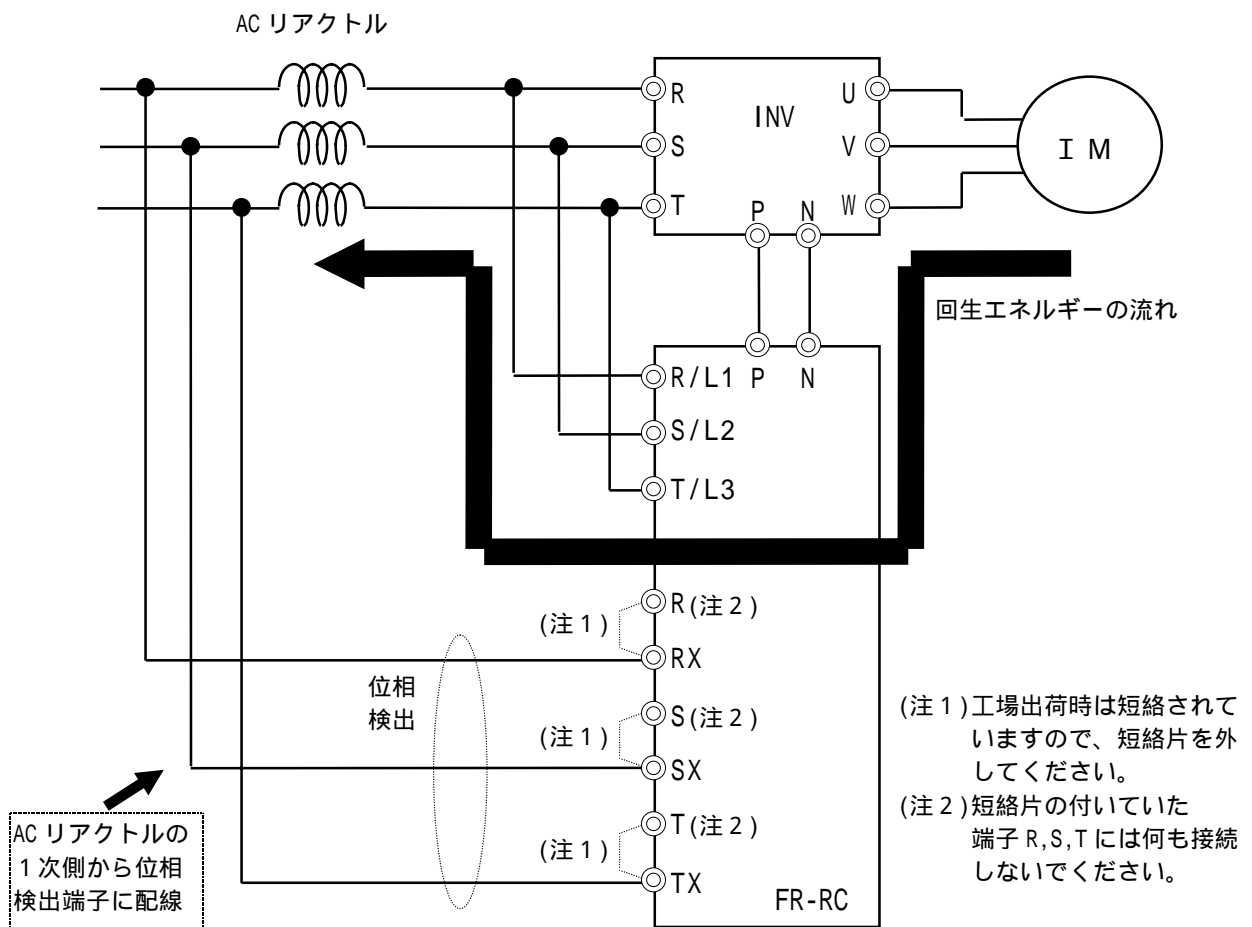 AC リアクトル
R
S
T
INV
U
V
W
ＩＭ
P
N
回生エネルギーの流れ
R/L1
P
N
S/L2
T/L3
(注１)
R(注２)
RX
位相
検出
(注１)
S(注２)
SX
(注１)
T(注２)
TX
FR-RC
AC リアクトルの
１次側から位相
検出端子に配線
(注１)工場出荷時は短絡されて
いますので、短絡片を外
してください。
(注２)短絡片の付いていた
端子 R,S,T には何も接続
しないでください。